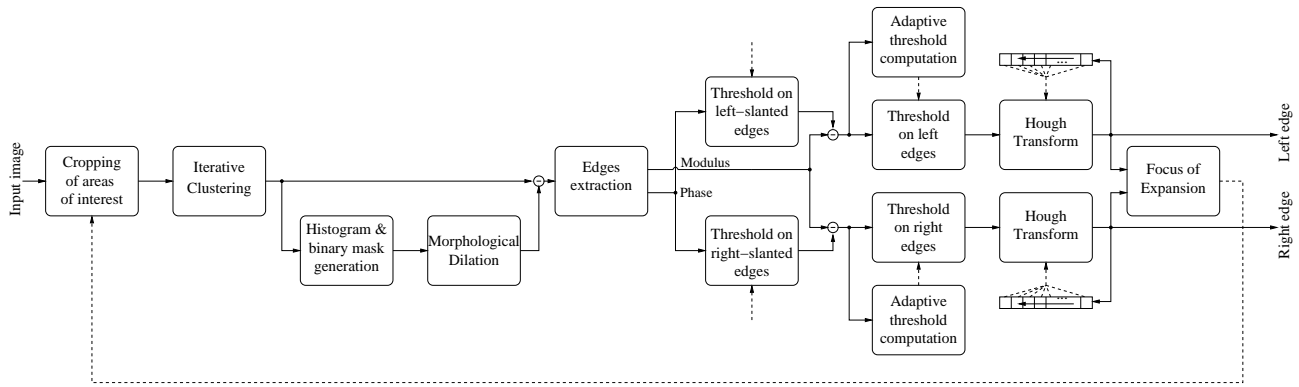 Input image
Cropping
of areas
of interest
Iterative
Clustering
Histogram &
binary mask
generation
Morphological
Dilation
Edges
extraction
Modulus
Phase
Threshold on
left−slanted
edges
Threshold on
right−slanted
edges
Adaptive
threshold
computation
Threshold
on left
edges
Threshold
on right
edges
Adaptive
threshold
computation
...
Hough
Transform
Hough
Transform
...
Focus of
Expansion
Left edge
Right edge